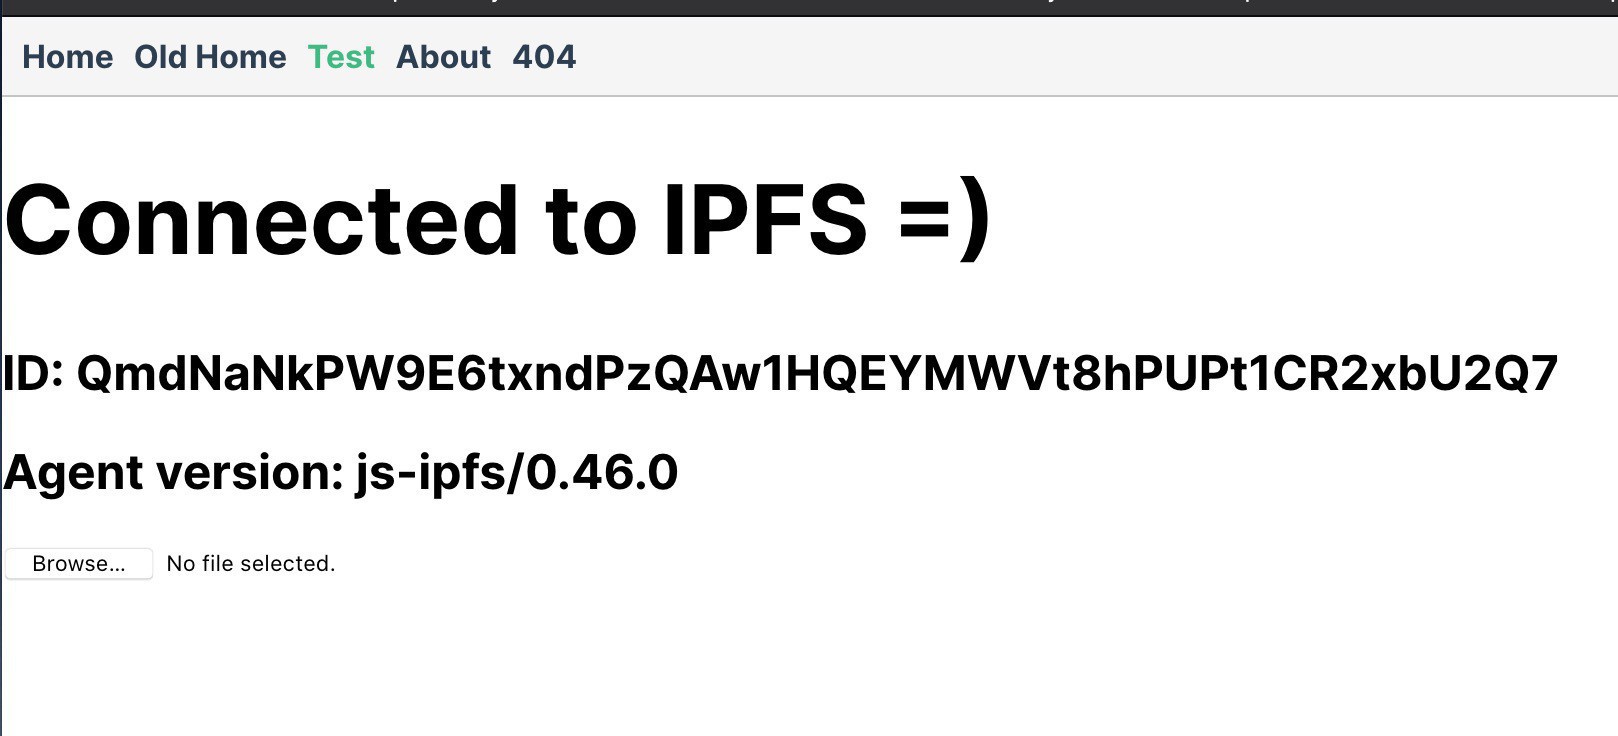 Home Old Home Test About 404
Connected to IPFS =)
ID: QmdNaNkPW9E6txndPzQAw1HQEYMWVt8hPUPt1CR2xbU2Q7
Agent version: js-ipfs/0.46.0
Browse... No file selected.